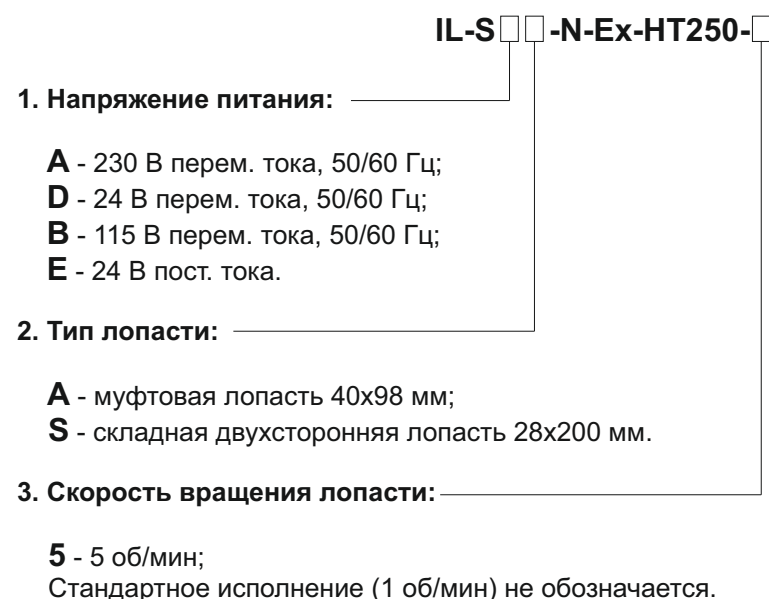 IL-S□□-N-Ex-HT250-□
1. Напряжение питания:
A - 230 В перем. тока, 50/60 Гц;
D - 24 В перем. тока, 50/60 Гц;
B - 115 В перем. тока, 50/60 Гц;
E - 24 В пост. тока.
2. Тип лопасти:
A - муфтовая лопасть 40х98 мм;
S - складная двухсторонняя лопасть 28х200 мм.
3. Скорость вращения лопасти:
5 - 5 об/мин;
Стандартное исполнение (1 об/мин) не обозначается.